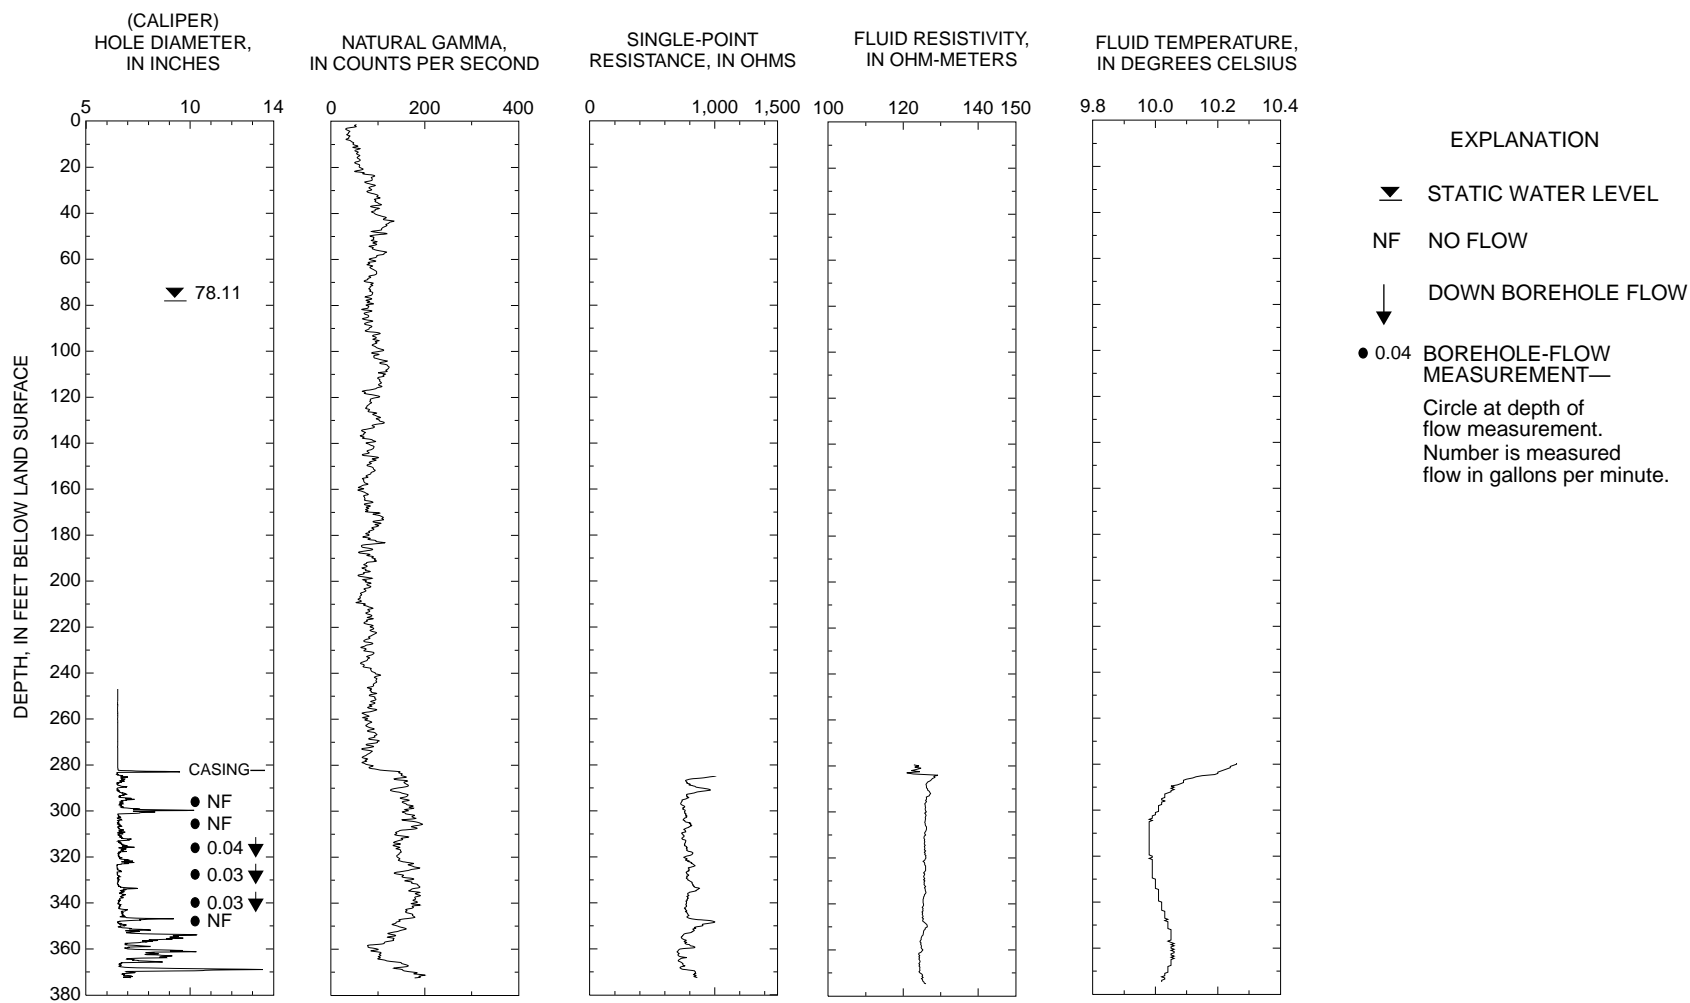 (CALIPER)
HOLE DIAMETER,
IN INCHES
NATURAL GAMMA,
IN COUNTS PER SECOND
SINGLE-POINT
RESISTANCE, IN OHMS
FLUID RESISTIVITY,
IN OHM-METERS
FLUID TEMPERATURE,
IN DEGREES CELSIUS
5 10 14
0 200 400
0 1,000 1,500
100 120 140 150
9.8 10.0 10.2 10.4
DEPTH, IN FEET BELOW LAND SURFACE
0
20
40
60
80
100
120
140
160
180
200
220
240
260
280
300
320
340
360
380
78.11
CASING
NF
NF
0.04
0.03
0.03
NF
EXPLANATION
STATIC WATER LEVEL
NF NO FLOW
DOWN BOREHOLE FLOW
0.04 BOREHOLE-FLOW
MEASUREMENT—
Circle at depth of
flow measurement.
Number is measured
flow in gallons per minute.